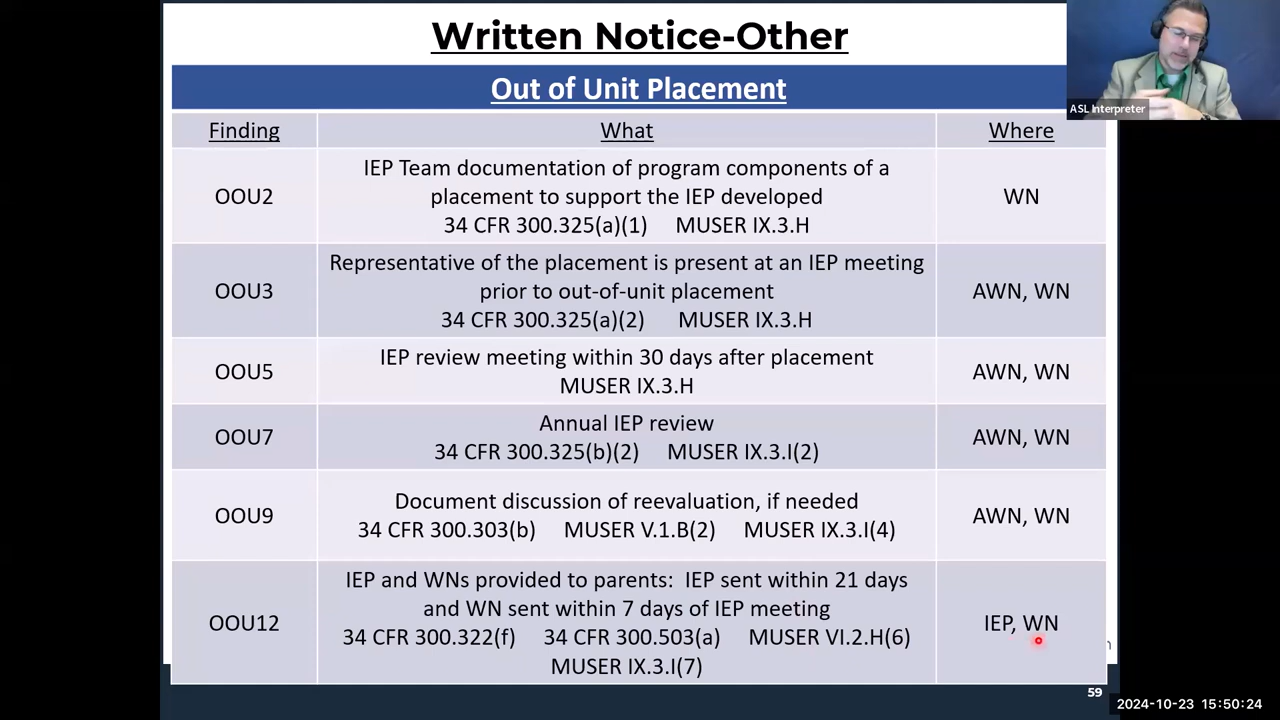 Written Notice-Other
Out of Unit Placement
ASL Interpreter
Finding
What
Where
OOU2
IEP Team documentation of program components of a
placement to support the IEP developed
34 CFR 300.325(a)(1) MUSER IX.3.H
WN
OOU3
Representative of the placement is present at an IEP meeting
prior to out-of-unit placement
34 CFR 300.325(a)(2) MUSER IX.3.H
AWN, WN
OOU5
IEP review meeting within 30 days after placement
MUSER IX.3.H
AWN, WN
OOU7
Annual IEP review
34 CFR 300.325(b)(2) MUSER IX.3.I(2)
AWN, WN
OOU9
Document discussion of reevaluation, if needed
34 CFR 300.303(b) MUSER V.1.B(2) MUSER IX.3.I(4)
AWN, WN
OOU12
IEP and WNs provided to parents: IEP sent within 21 days
and WN sent within 7 days of IEP meeting
34 CFR 300.322(f) 34 CFR 300.503(a) MUSER VI.2.H(6)
MUSER IX.3.I(7)
IEP, WN
59
2024-10-23 15:50:24